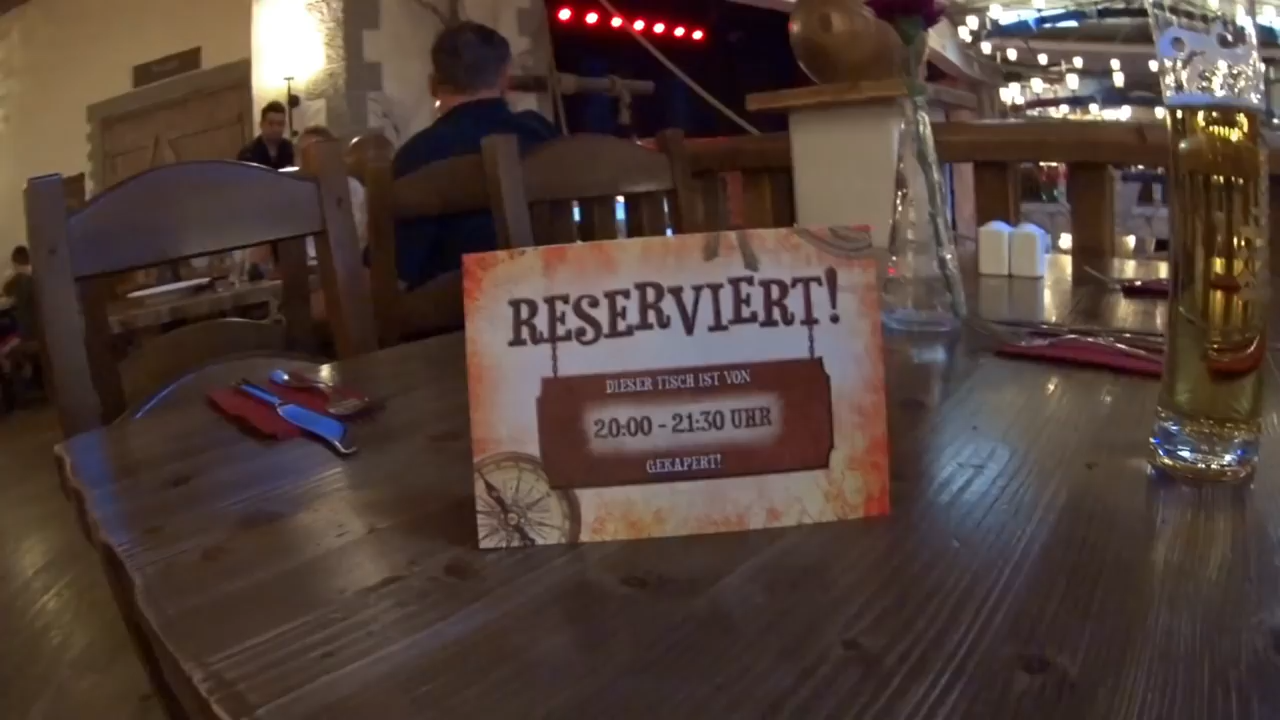 RESERVIERT!
DIESER TISCH IST VON
20:00 - 21:30 UHR
GEKAPERT!